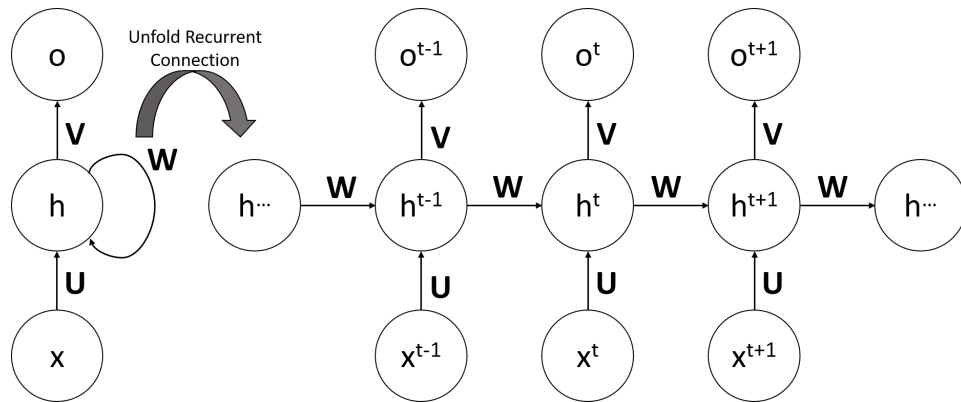 o
Unfold Recurrent
Connection
o^t-1
o^t
o^t+1
V
V
V
V
W
h
h^...
W
h^t-1
W
h^t
W
h^t+1
W
h^...
U
U
U
U
x
x^t-1
x^t
x^t+1